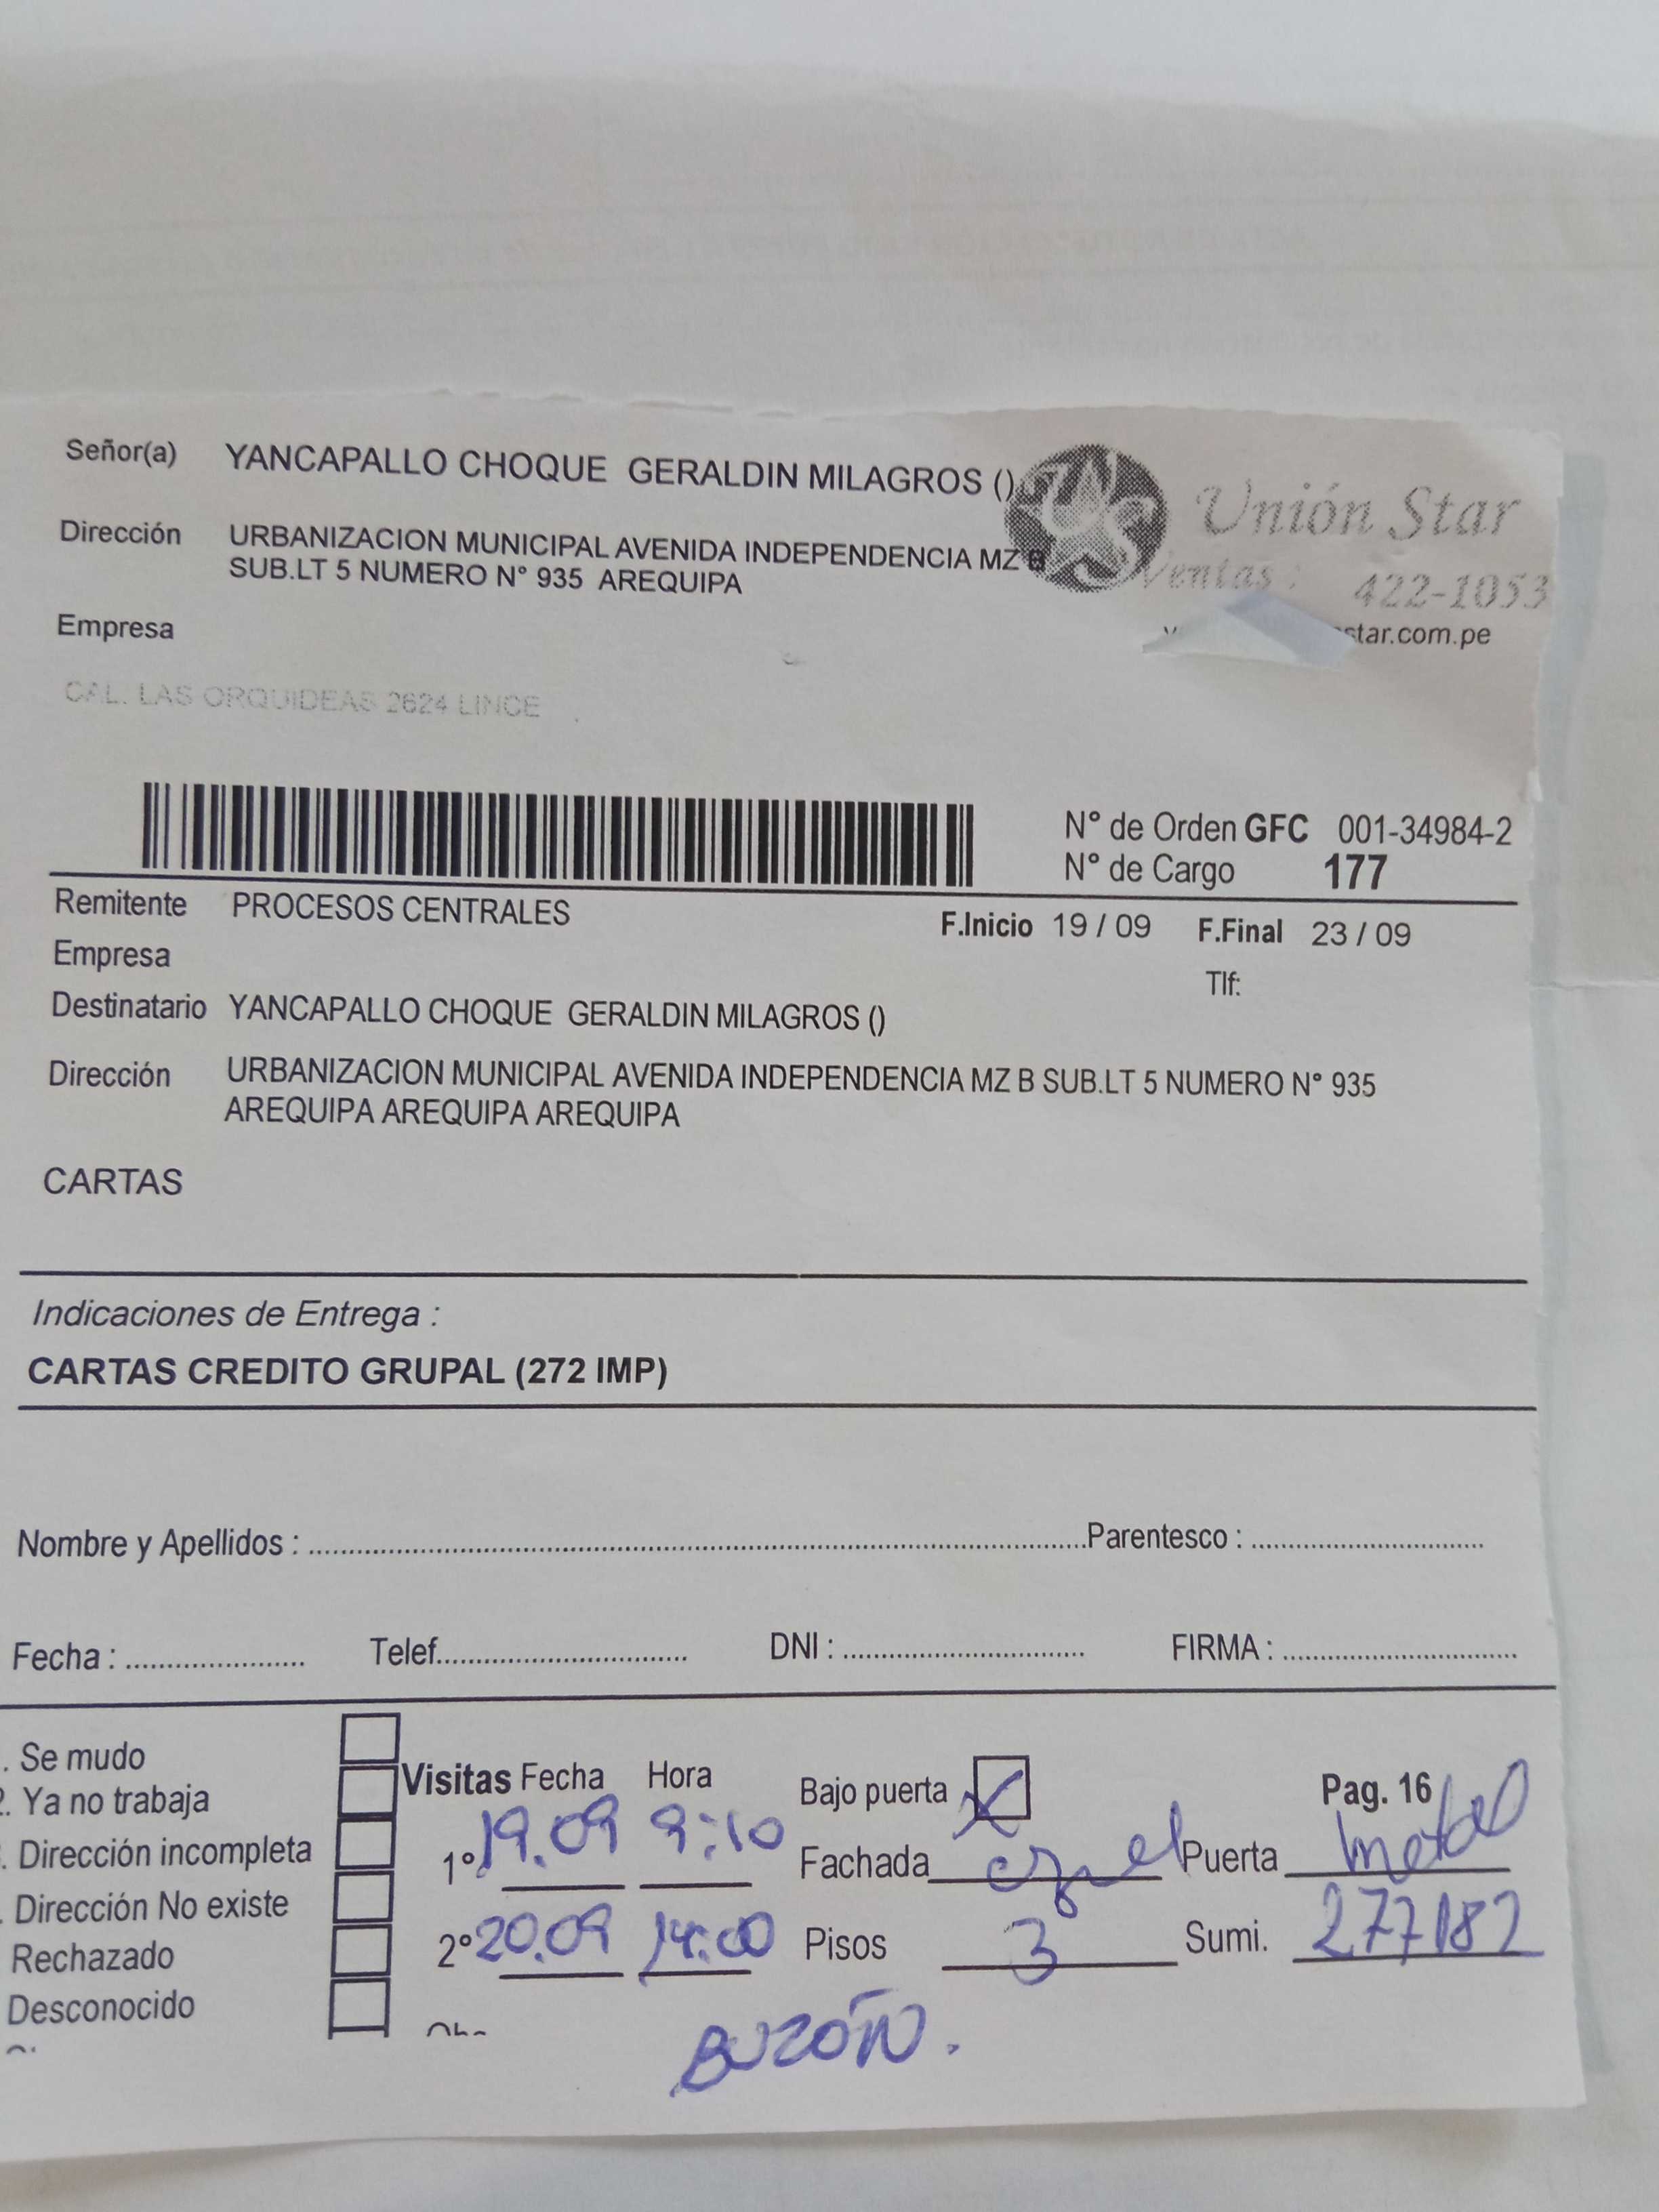 Señor(a) YANCAPALLO CHOQUE GERALDIN MILAGROS ()
Unión Star
Dirección URBANIZACION MUNICIPAL AVENIDA INDEPENDENCIA MZ B
SUB.LT 5 NUMERO N° 935 AREQUIPA
Ventas : 422-1053
star.com.pe
Empresa
CAL. LAS ORQUIDEAS 2624 LINCE
N° de Orden GFC 001-34984-2
N° de Cargo 177
Remitente PROCESOS CENTRALES
F.Inicio 19 / 09 F.Final 23 / 09
Empresa
Tlf:
Destinatario YANCAPALLO CHOQUE GERALDIN MILAGROS ()
Dirección URBANIZACION MUNICIPAL AVENIDA INDEPENDENCIA MZ B SUB.LT 5 NUMERO N° 935
AREQUIPA AREQUIPA AREQUIPA
CARTAS
Indicaciones de Entrega :
CARTAS CREDITO GRUPAL (272 IMP)
Nombre y Apellidos : Parentesco :
Fecha : Telef. DNI : FIRMA :
. Se mudo
2. Ya no trabaja
. Dirección incompleta
. Dirección No existe
Rechazado
Desconocido
Visitas Fecha Hora
1° 19.09 9:10
2° 20.09 14:00
Bajo puerta X
Pag. 16
Fachada Puerta metal
Pisos 3 Sumi. 277182
BUZÓN.